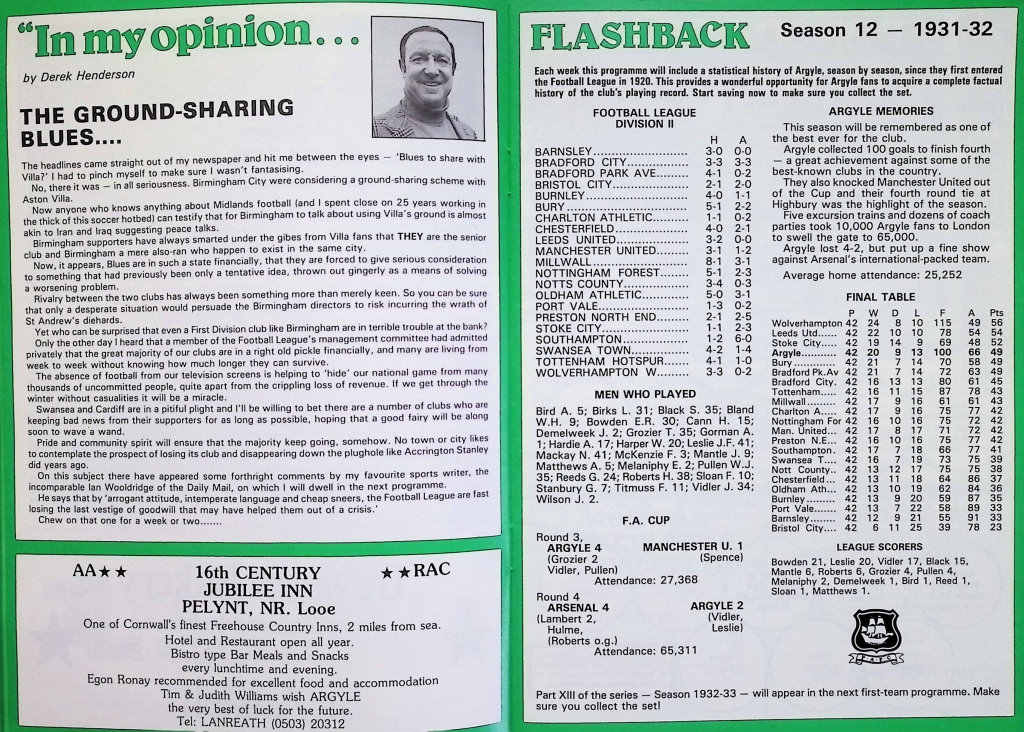 “In my opinion...
by Derek Henderson
THE GROUND-SHARING
BLUES....
The headlines came straight out of my newspaper and hit me between the eyes — 'Blues to share with
Villa?' I had to pinch myself to make sure I wasn't fantasising.
No, there it was — in all seriousness. Birmingham City were considering a ground-sharing scheme with
Aston Villa.
Now anyone who knows anything about Midlands football (and I spent close on 25 years working in
the thick of this soccer hotbed) can testify that for Birmingham to talk about using Villa's ground is almost
akin to Iran and Iraq suggesting peace talks.
Birmingham supporters have always smarted under the gibes from Villa fans that THEY are the senior
club and Birmingham a mere also-ran who happen to exist in the same city.
Now, it appears, Blues are in such a state financially, that they are forced to give serious consideration
to something that had previously been only a tentative idea, thrown out gingerly as a means of solving
a worsening problem.
Rivalry between the two clubs has always been something more than merely keen. So you can be sure
that only a desperate situation would persuade the Birmingham directors to risk incurring the wrath of
St Andrew's diehards.
Yet who can be surprised that even a First Division club like Birmingham are in terrible trouble at the bank?
Only the other day I heard that a member of the Football League's management committee had admitted
privately that the great majority of our clubs are in a right old pickle financially, and many are living from
week to week without knowing how much longer they can survive.
The absence of football from our television screens is helping to 'hide' our national game from many
thousands of uncommitted people, quite apart from the crippling loss of revenue. If we get through the
winter without casualties it will be a miracle.
Swansea and Cardiff are in a pitiful plight and I'll be willing to bet there are a number of clubs who are
keeping bad news from their supporters for as long as possible, hoping that a good fairy will be along
soon to wave a wand.
Pride and community spirit will ensure that the majority keep going, somehow. No town or city likes
to contemplate the prospect of losing its club and disappearing down the plughole like Accrington Stanley
did years ago.
On this subject there have appeared some forthright comments by my favourite sports writer, the
incomparable Ian Wooldridge of the Daily Mail, on which I will dwell in the next programme.
He says that by 'arrogant attitude, intemperate language and cheap sneers, the Football League are fast
losing the last vestige of goodwill that may have helped them out of a crisis.'
Chew on that one for a week or two.......
AA★★ 16th CENTURY ★★RAC
JUBILEE INN
PELYNT, NR. Looe
One of Cornwall's finest Freehouse Country Inns, 2 miles from sea.
Hotel and Restaurant open all year.
Bistro type Bar Meals and Snacks
every lunchtime and evening.
Egon Ronay recommended for excellent food and accommodation
Tim & Judith Williams wish ARGYLE
the very best of luck for the future.
Tel: LANREATH (0503) 20312
FLASHBACK Season 12 — 1931-32
Each week this programme will include a statistical history of Argyle, season by season, since they first entered
the Football League in 1920. This provides a wonderful opportunity for Argyle fans to acquire a complete factual
history of the club's playing record. Start saving now to make sure you collect the set.
FOOTBALL LEAGUE
DIVISION II
H A
BARNSLEY........................ 3-0 0-0
BRADFORD CITY................ 3-3 3-3
BRADFORD PARK AVE......... 4-1 0-2
BRISTOL CITY................... 2-1 2-0
BURNLEY......................... 4-0 1-1
BURY.............................. 5-1 2-2
CHARLTON ATHLETIC......... 1-1 0-2
CHESTERFIELD.................. 4-0 2-1
LEEDS UNITED.................. 3-2 0-0
MANCHESTER UNITED......... 3-1 1-2
MILLWALL........................ 8-1 3-1
NOTTINGHAM FOREST......... 5-1 2-3
NOTTS COUNTY................. 3-4 0-3
OLDHAM ATHLETIC............ 5-0 3-1
PORT VALE....................... 1-3 0-2
PRESTON NORTH END......... 2-1 2-5
STOKE CITY...................... 1-1 2-3
SOUTHAMPTON................. 1-2 6-0
SWANSEA TOWN............... 4-2 1-4
TOTTENHAM HOTSPUR........ 4-1 1-0
WOLVERHAMPTON W.......... 3-3 0-2
MEN WHO PLAYED
Bird A. 5; Birks L. 31; Black S. 35; Bland
W.H. 9; Bowden E.R. 30; Cann H. 15;
Demelweek J. 2; Grozier T. 35; Gorman A.
1; Hardie A. 17; Harper W. 20; Leslie J.F. 41;
Mackay N. 41; McKenzie F. 3; Mantle J. 9;
Matthews A. 5; Melaniphy E. 2; Pullen W.J.
35; Reeds G. 24; Roberts H. 38; Sloan F. 10;
Stanbury G. 7; Titmuss F. 11; Vidler J. 34;
Wilson J. 2.
F.A. CUP
Round 3,
ARGYLE 4 MANCHESTER U. 1
(Grozier 2 (Spence)
Vidler, Pullen)
Attendance: 27,368
Round 4
ARSENAL 4 ARGYLE 2
(Lambert 2, (Vidler,
Hulme, Leslie)
(Roberts o.g.)
Attendance: 65,311
ARGYLE MEMORIES
This season will be remembered as one of
the best ever for the club.
Argyle collected 100 goals to finish fourth
— a great achievement against some of the
best-known clubs in the country.
They also knocked Manchester United out
of the Cup and their fourth round tie at
Highbury was the highlight of the season.
Five excursion trains and dozens of coach
parties took 10,000 Argyle fans to London
to swell the gate to 65,000.
Argyle lost 4-2, but put up a fine show
against Arsenal's international-packed team.
Average home attendance: 25,252
FINAL TABLE
P W D L F A Pts
Wolverhampton 42 24 8 10 115 49 56
Leeds Utd..... 42 22 10 10 78 54 54
Stoke City.... 42 19 14 9 69 48 52
Argyle.......... 42 20 9 13 100 66 49
Bury............ 42 21 7 14 70 58 49
Bradford Pk.Av 42 21 7 14 72 63 49
Bradford City. 42 16 13 13 80 61 45
Tottenham.... 42 16 11 15 87 78 43
Millwall........ 42 17 9 16 61 61 43
Charlton A..... 42 17 9 16 75 77 42
Nottingham For 42 16 10 16 75 72 42
Man. United... 42 17 8 17 71 72 42
Preston N.E... 42 16 10 16 75 77 42
Southampton. 42 17 7 18 66 77 41
Swansea T.... 42 16 7 19 73 75 39
Nott County.. 42 13 12 17 75 75 38
Chesterfield... 42 13 11 18 64 86 37
Oldham Ath... 42 13 10 19 62 84 36
Burnley......... 42 13 9 20 59 87 35
Port Vale....... 42 13 7 22 58 89 33
Barnsley........ 42 12 9 21 55 91 33
Bristol City.... 42 6 11 25 39 78 23
LEAGUE SCORERS
Bowden 21, Leslie 20, Vidler 17, Black 15,
Mantle 6, Roberts 6, Grozier 4, Pullen 4,
Melaniphy 2, Demelweek 1, Bird 1, Reed 1,
Sloan 1, Matthews 1.
P.A.F.C.
Part XIII of the series — Season 1932-33 — will appear in the next first-team programme. Make
sure you collect the set!